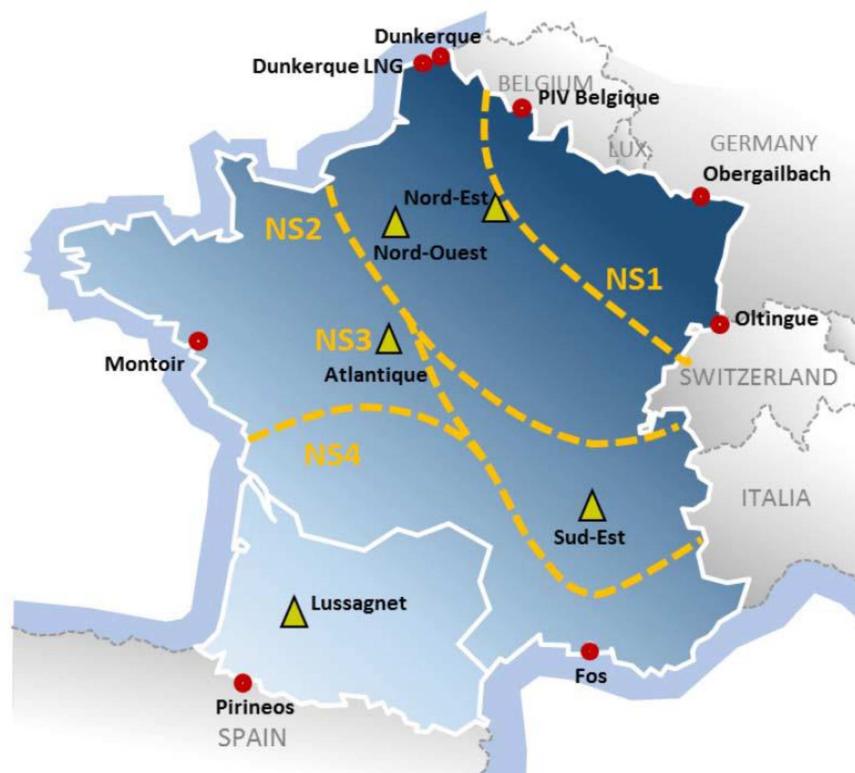 Dunkerque
Dunkerque LNG
BELGIUM
PIV Belgique
LUX
GERMANY
Obergailbach
Nord-Est
NS2
Nord-Ouest
NS1
Oltingue
NS3
Montoir
Atlantique
SWITZERLAND
NS4
ITALIA
Sud-Est
Lussagnet
Fos
Pirineos
SPAIN